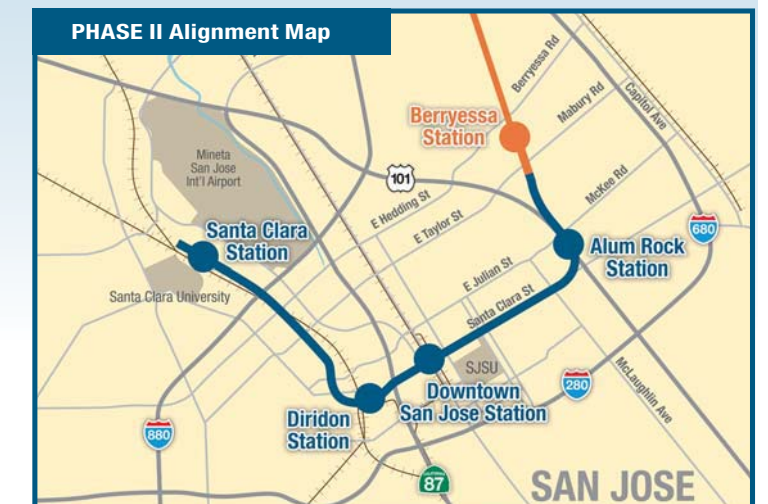 PHASE II Alignment Map
Berryessa Rd
Mabury Rd
Capitol Ave
Berryessa
Station
Mineta
San Jose
Int'l Airport
101
McKee Rd
E Hedding St
E Taylor St
Santa Clara
Station
680
Alum Rock
Station
E Julian St
Santa Clara University
Santa Clara St
SJSU
McLaughlin Ave
280
Downtown
San Jose Station
Diridon
Station
880
CALIFORNIA
87
SAN JOSE